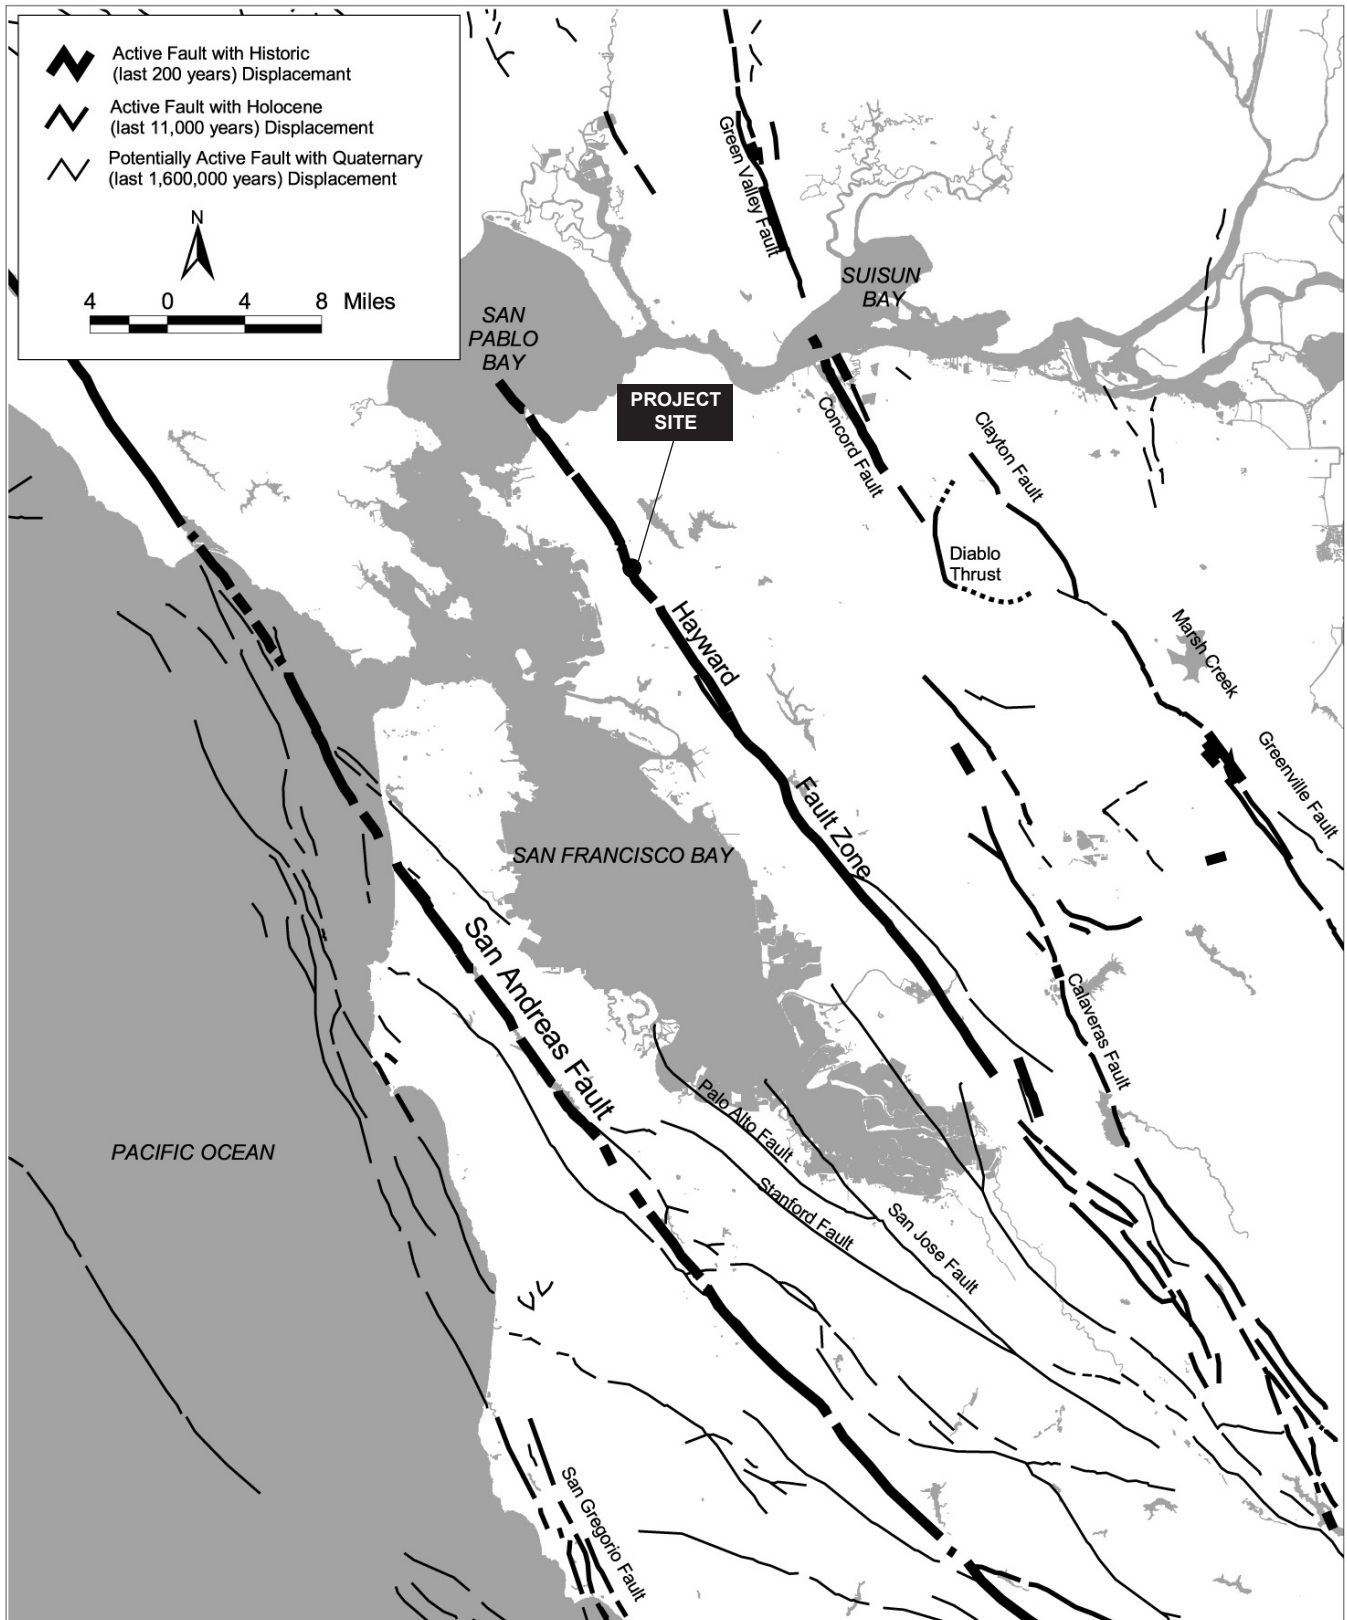 Active Fault with Historic
(last 200 years) Displacemant
Active Fault with Holocene
(last 11,000 years) Displacement
Potentially Active Fault with Quaternary
(last 1,600,000 years) Displacement
N
4 0 4 8 Miles
Green Valley Fault
SUISUN
BAY
SAN
PABLO
BAY
PROJECT
SITE
Concord Fault
Clayton Fault
Diablo
Thrust
Hayward
Fault Zone
Marsh Creek
Greenville Fault
SAN FRANCISCO BAY
San Andreas Fault
Calaveras Fault
PACIFIC OCEAN
Palo Alto Fault
Stanford Fault
San Jose Fault
San Gregorio Fault